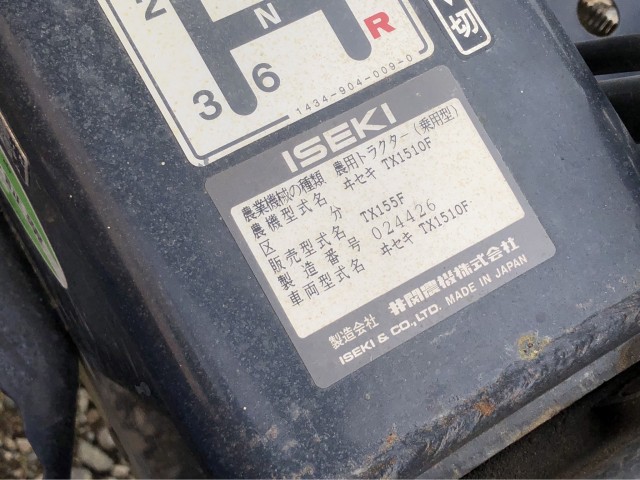 2
N
R
3
6
1434-904-009-0
切
ISEKI
農業機械の種類 農用トラクター(乗用型)
農機型式名 ヰセキ TX1510F
区分
販売型式名 TX155F
製造番号 024426
車両型式名 ヰセキ TX1510F
製造会社 井関農機株式会社
ISEKI & CO., LTD. MADE IN JAPAN